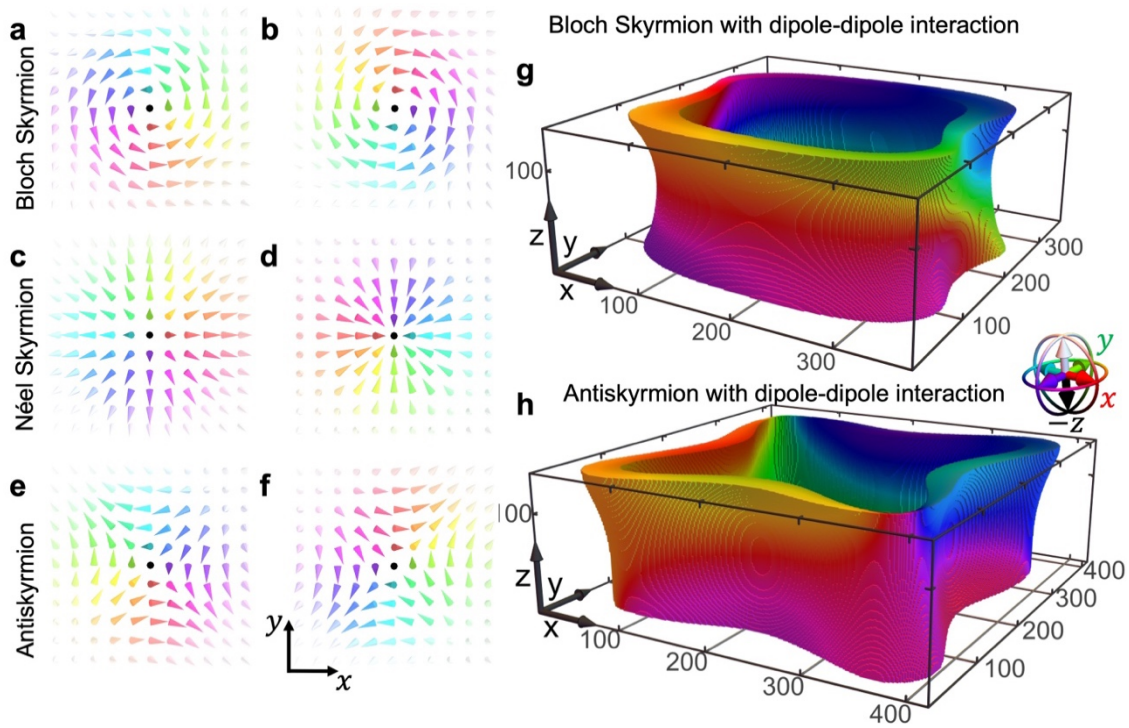 a
b
Bloch Skyrmion
c
d
Néel Skyrmion
e
f
Antiskyrmion
y
x
Bloch Skyrmion with dipole-dipole interaction
g
100
z
y
x
100
200
300
100
200
300
y
x
−z
Antiskyrmion with dipole-dipole interaction
h
100
z
y
x
100
200
300
400
100
200
300
400